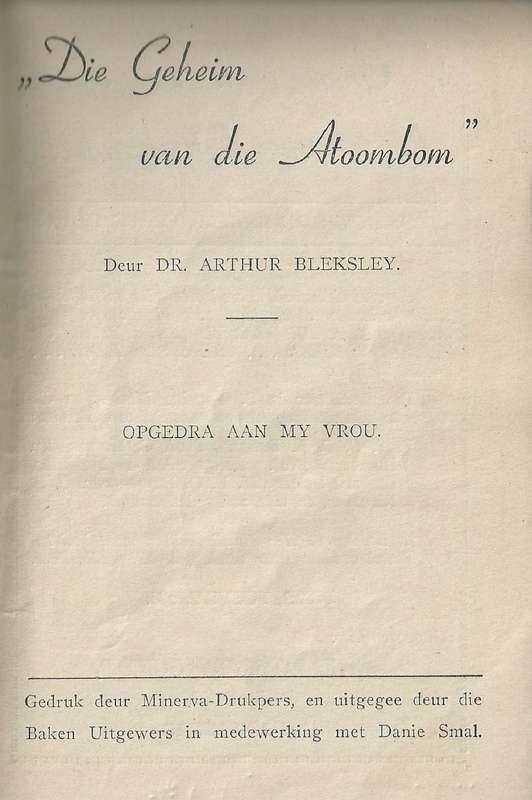 „Die Geheim
van die Atoombom”
Deur DR. ARTHUR BLEKSLEY.
OPGEDRA AAN MY VROU.
Gedruk deur Minerva-Drukpers, en uitgegee deur die
Baken Uitgewers in medewerking met Danie Smal.